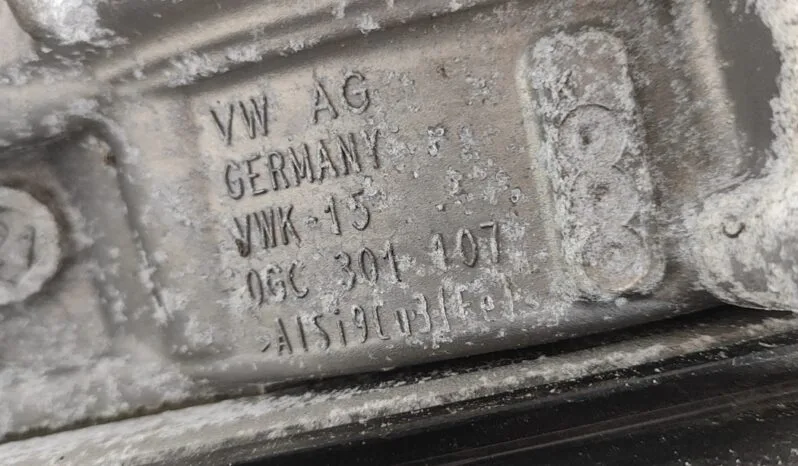 VW AG
GERMANY
VWK-15
0GC 301 107
>AlSi9Cu3(Fe)<
K